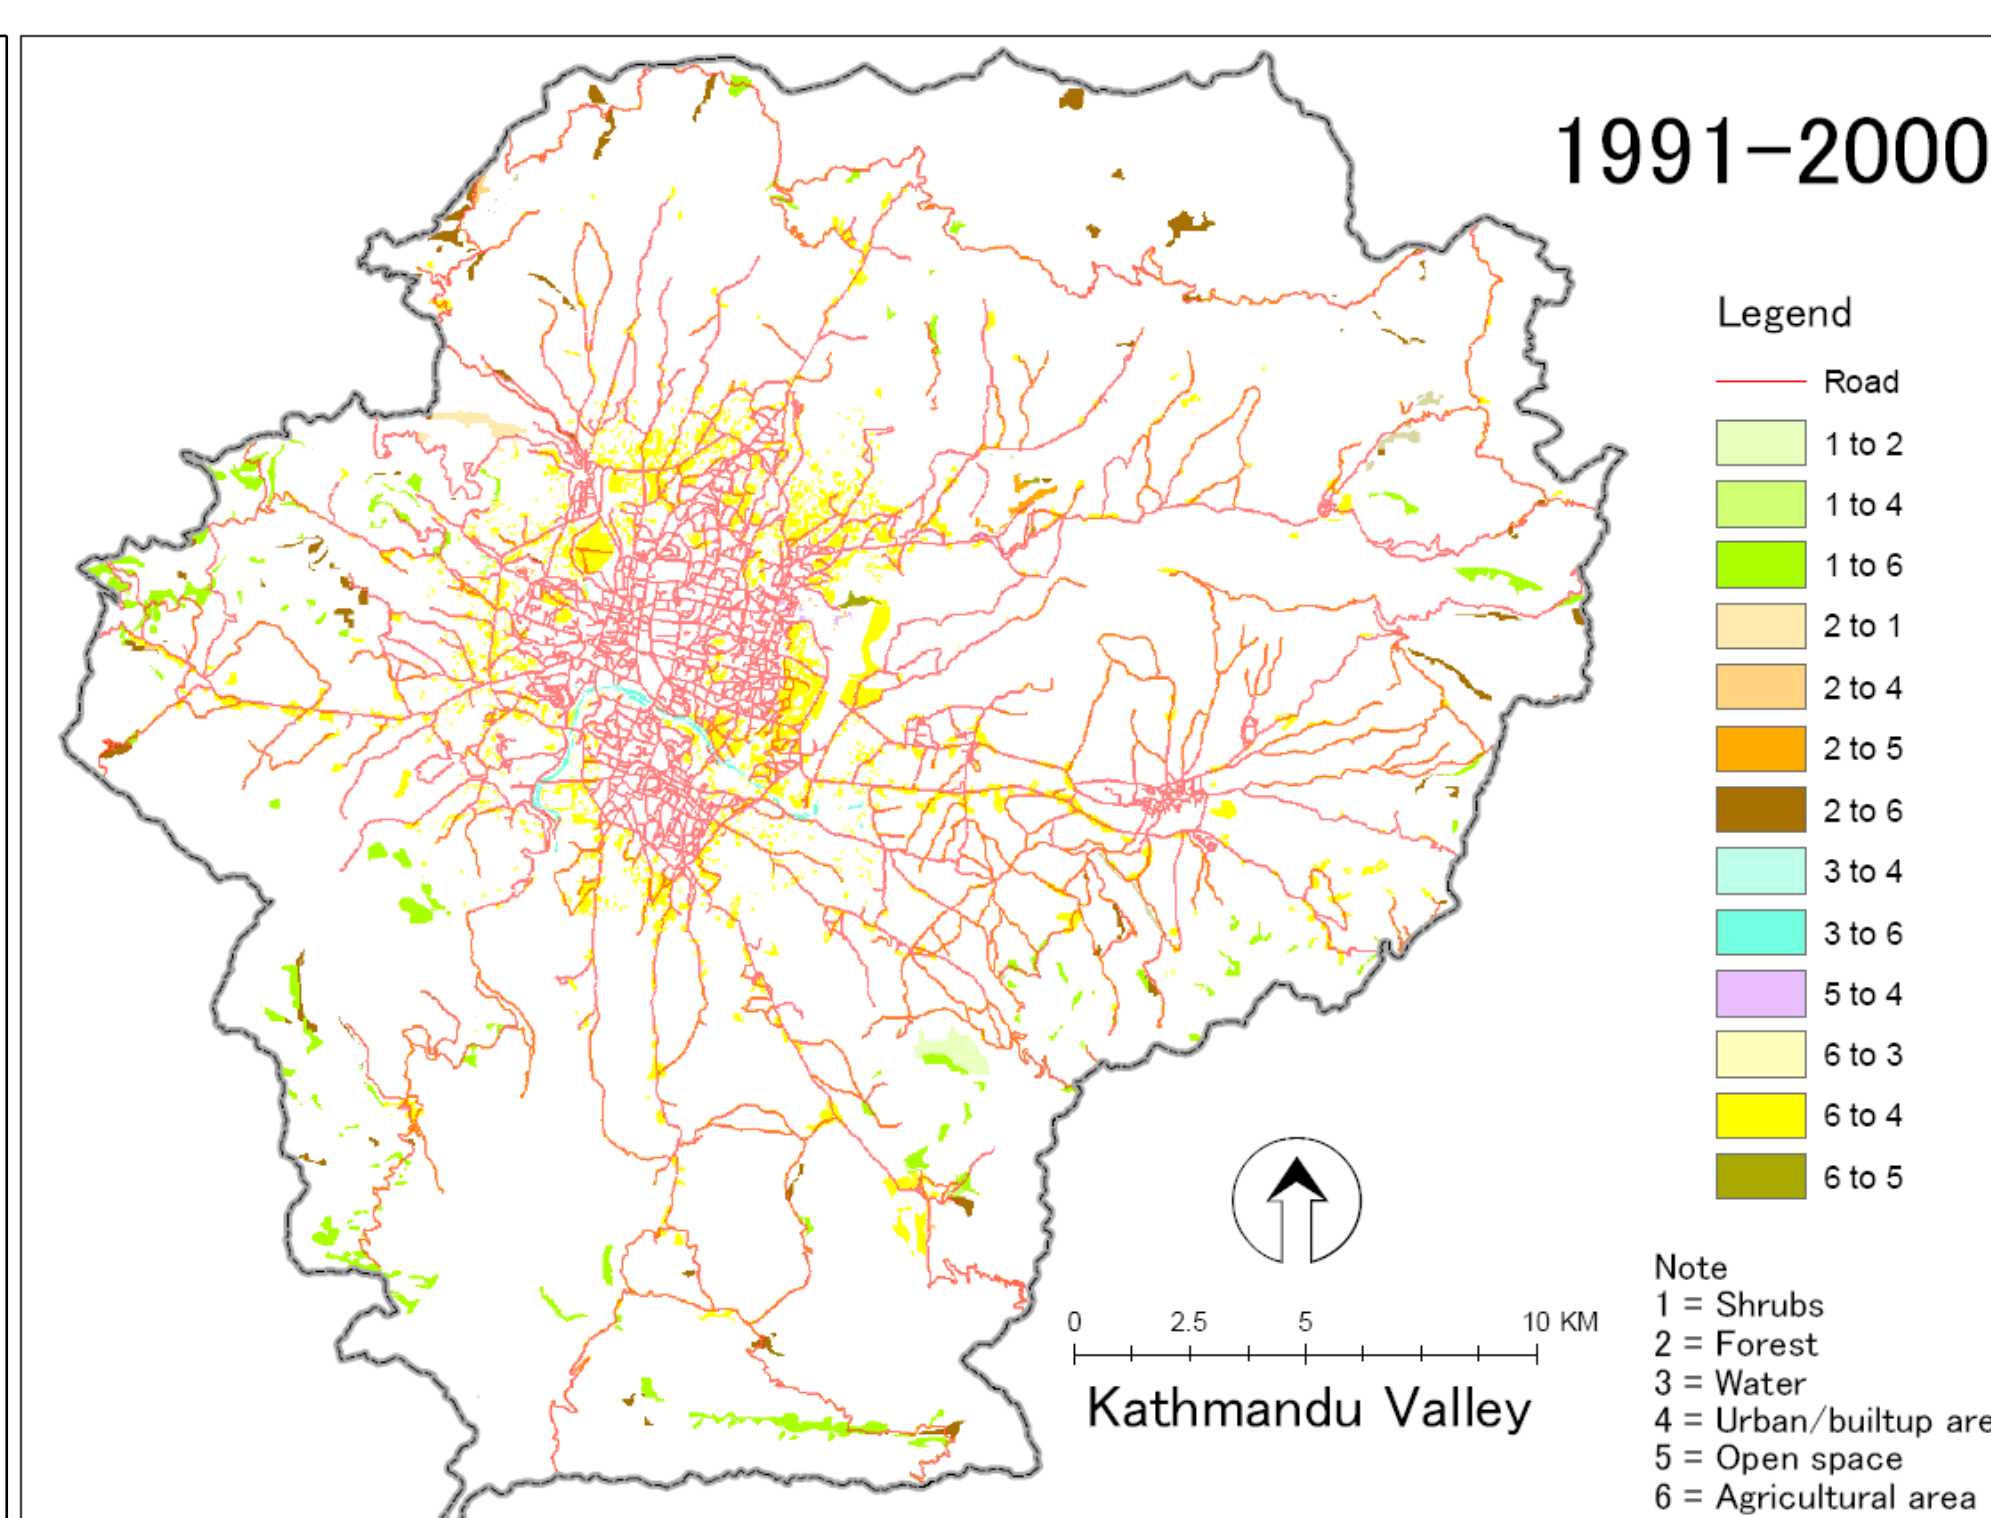 1991-2000
Legend
Road
1 to 2
1 to 4
1 to 6
2 to 1
2 to 4
2 to 5
2 to 6
3 to 4
3 to 6
5 to 4
6 to 3
6 to 4
6 to 5
0 2.5 5 10 KM
Kathmandu Valley
Note
1 = Shrubs
2 = Forest
3 = Water
4 = Urban/builtup are
5 = Open space
6 = Agricultural area